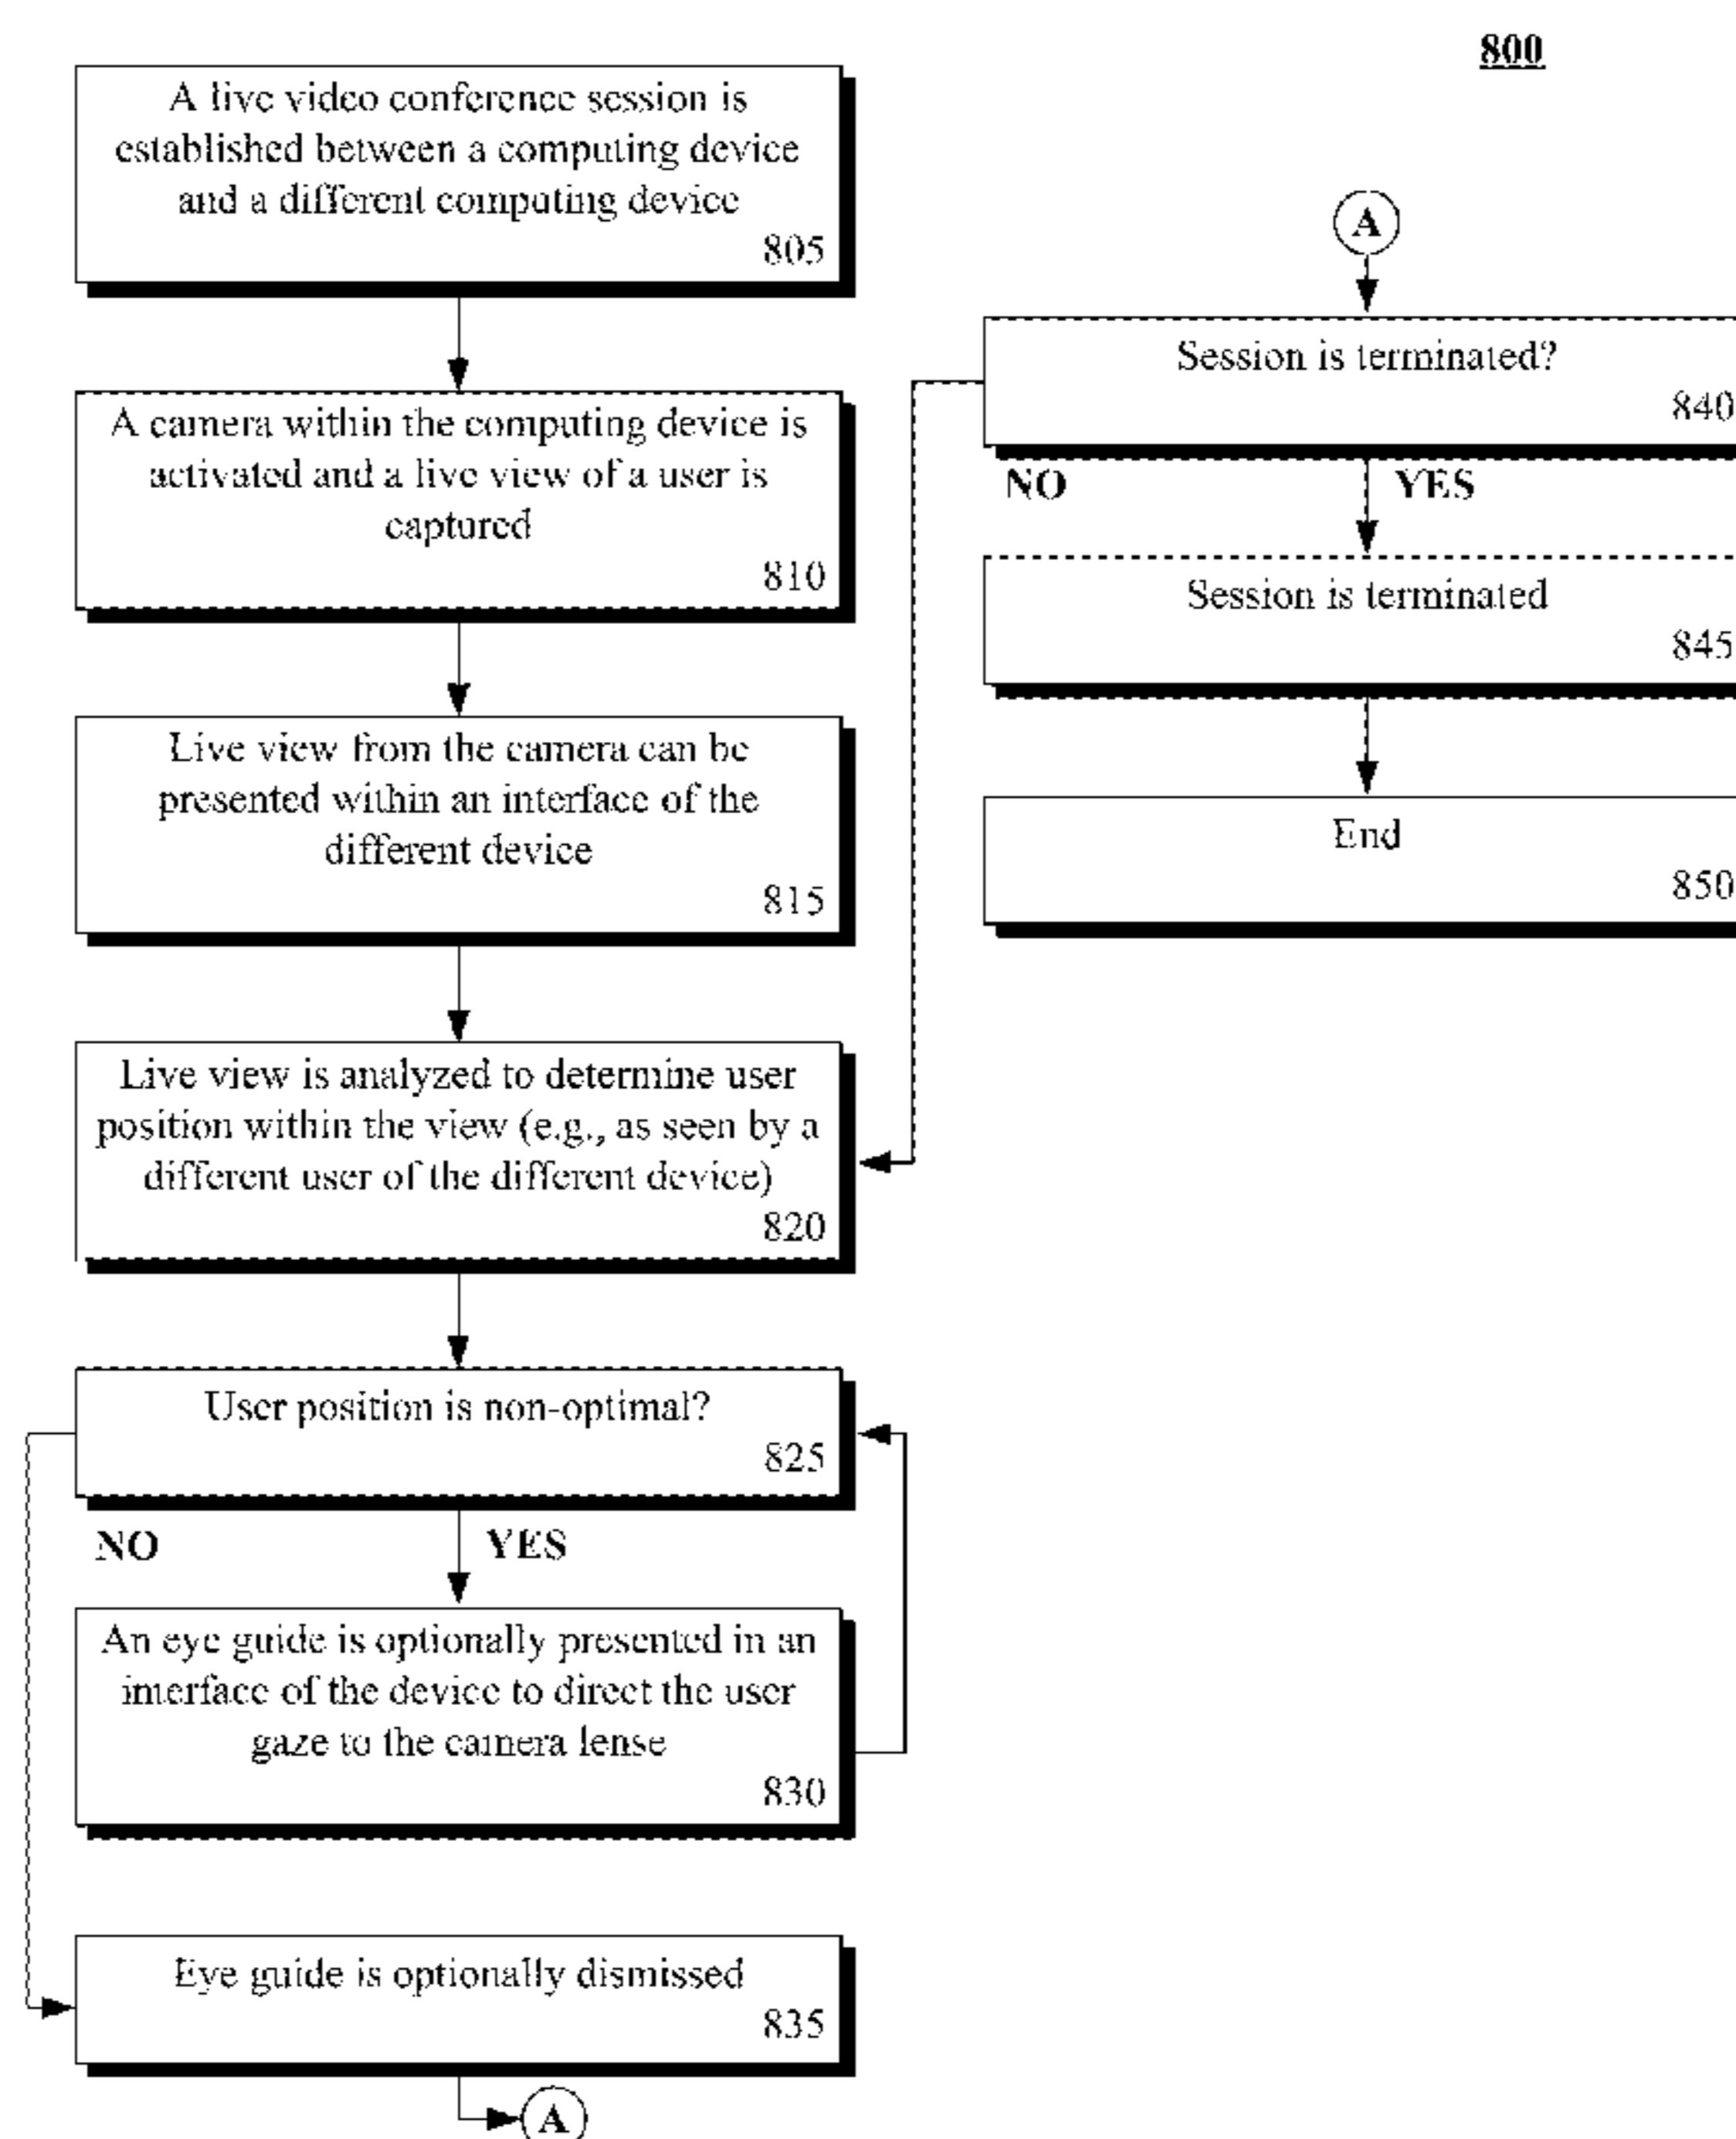 800
A live video conference session is
established between a computing device
and a different computing device
805
A camera within the computing device is
activated and a live view of a user is
captured
810
Live view from the camera can be
presented within an interface of the
different device
815
Live view is analyzed to determine user
position within the view (e.g., as seen by a
different user of the different device)
820
User position is non-optimal?
825
NO
YES
An eye guide is optionally presented in an
interface of the device to direct the user
gaze to the camera lense
830
Eye guide is optionally dismissed
835
A
A
Session is terminated?
840
NO
YES
Session is terminated
845
End
850